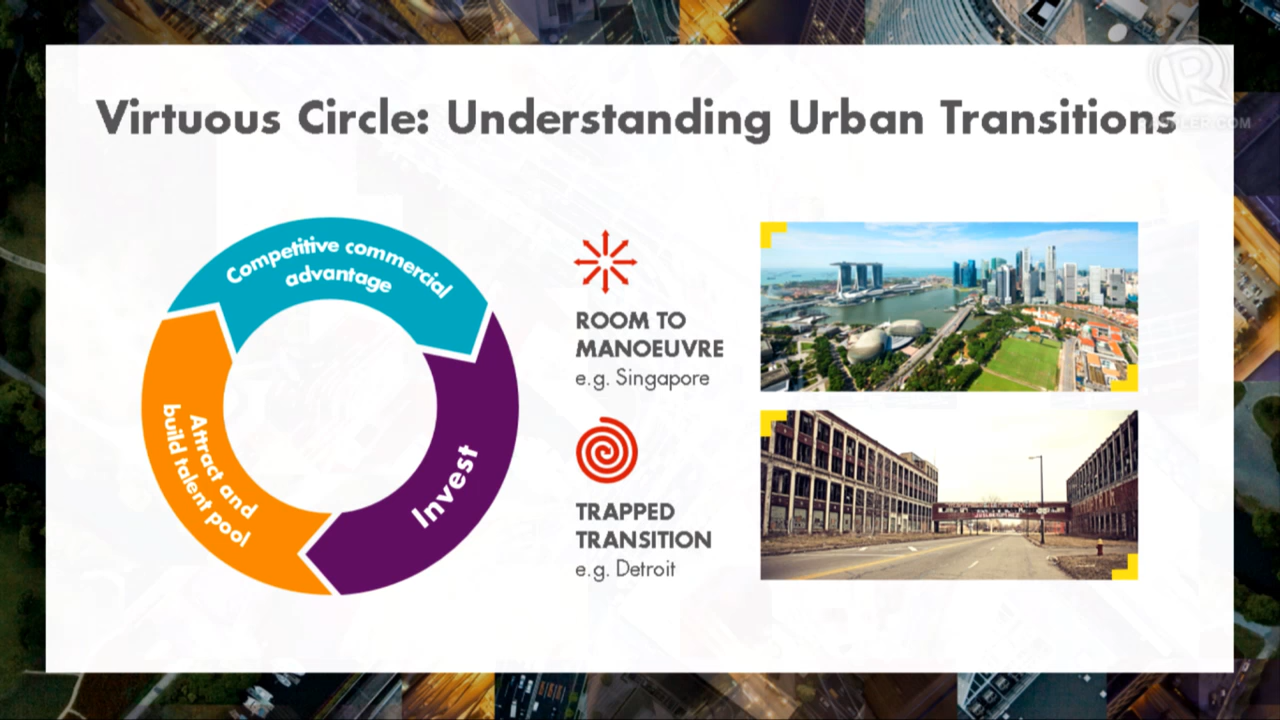 Virtuous Circle: Understanding Urban Transitions
R
Competitive commercial
advantage
Invest
Attract and
build talent pool
ROOM TO
MANOEUVRE
e.g. Singapore
TRAPPED
TRANSITION
e.g. Detroit